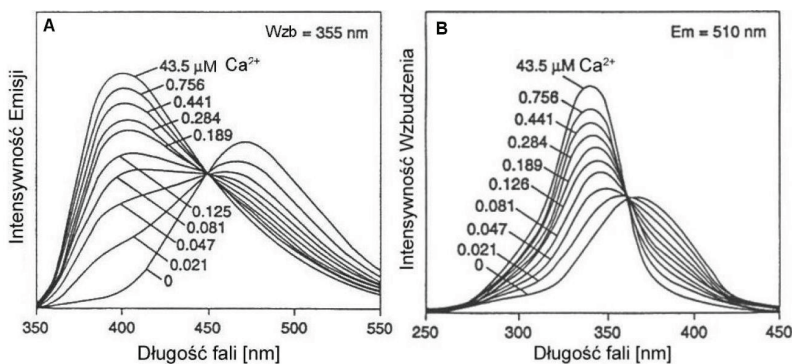 A
Wzb = 355 nm
Intensywność Emisji
43.5 µM Ca²⁺
0.756
0.441
0.284
0.189
0.125
0.081
0.047
0.021
0
350 400 450 500 550
Długość fali [nm]
B
Em = 510 nm
Intensywność Wzbudzenia
43.5 µM Ca²⁺
0.756
0.441
0.284
0.189
0.126
0.081
0.047
0.021
0
250 300 350 400 450
Długość fali [nm]